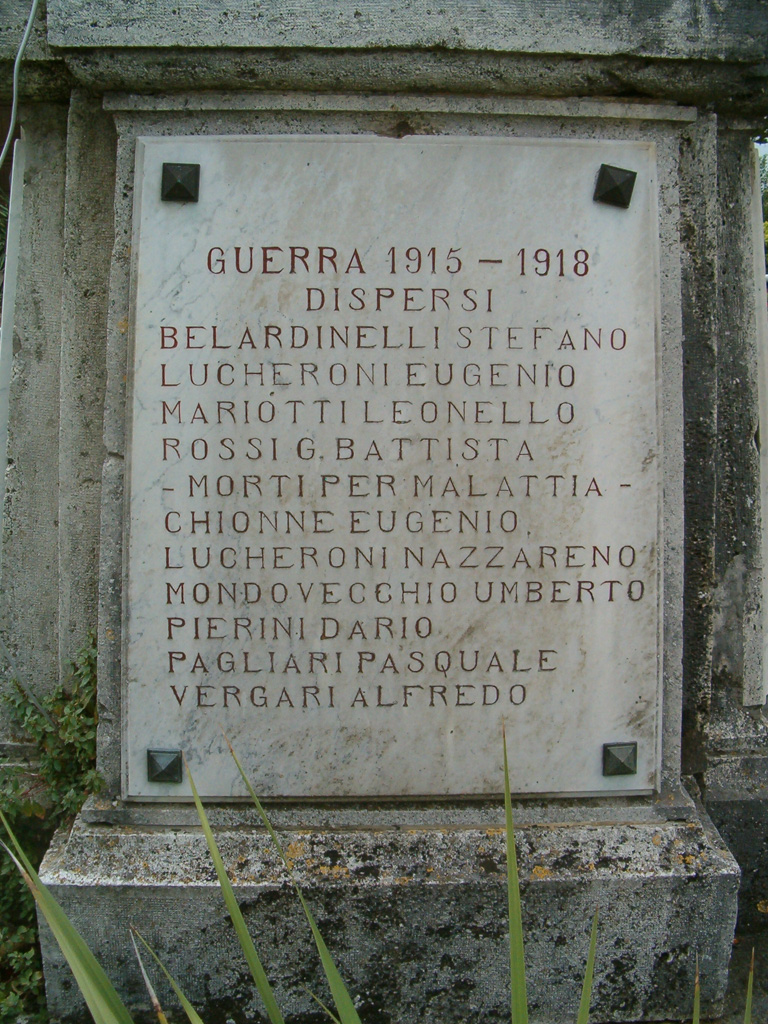 GUERRA 1915 – 1918
DISPERSI
BELARDINELLI STEFANO
LUCHERONI EUGENIO
MARIOTTI LEONELLO
ROSSI G. BATTISTA
- MORTI PER MALATTIA -
CHIONNE EUGENIO
LUCHERONI NAZZARENO
MONDOVECCHIO UMBERTO
PIERINI DARIO
PAGLIARI PASQUALE
VERGARI ALFREDO